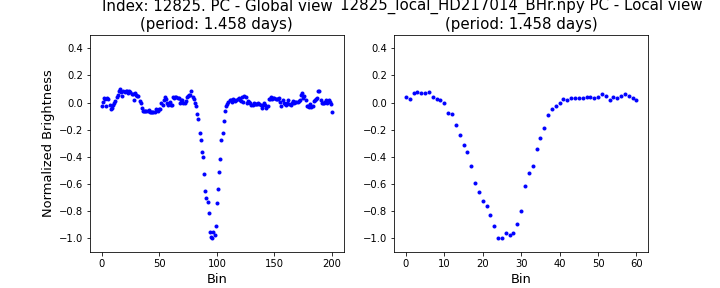 Index: 12825. PC - Global view
(period: 1.458 days)
12825_local_HD217014_BHr.npy PC - Local view
(period: 1.458 days)
Normalized Brightness
0.4
0.2
0.0
−0.2
−0.4
−0.6
−0.8
−1.0
0 50 100 150 200
Bin
0.4
0.2
0.0
−0.2
−0.4
−0.6
−0.8
−1.0
0 10 20 30 40 50 60
Bin